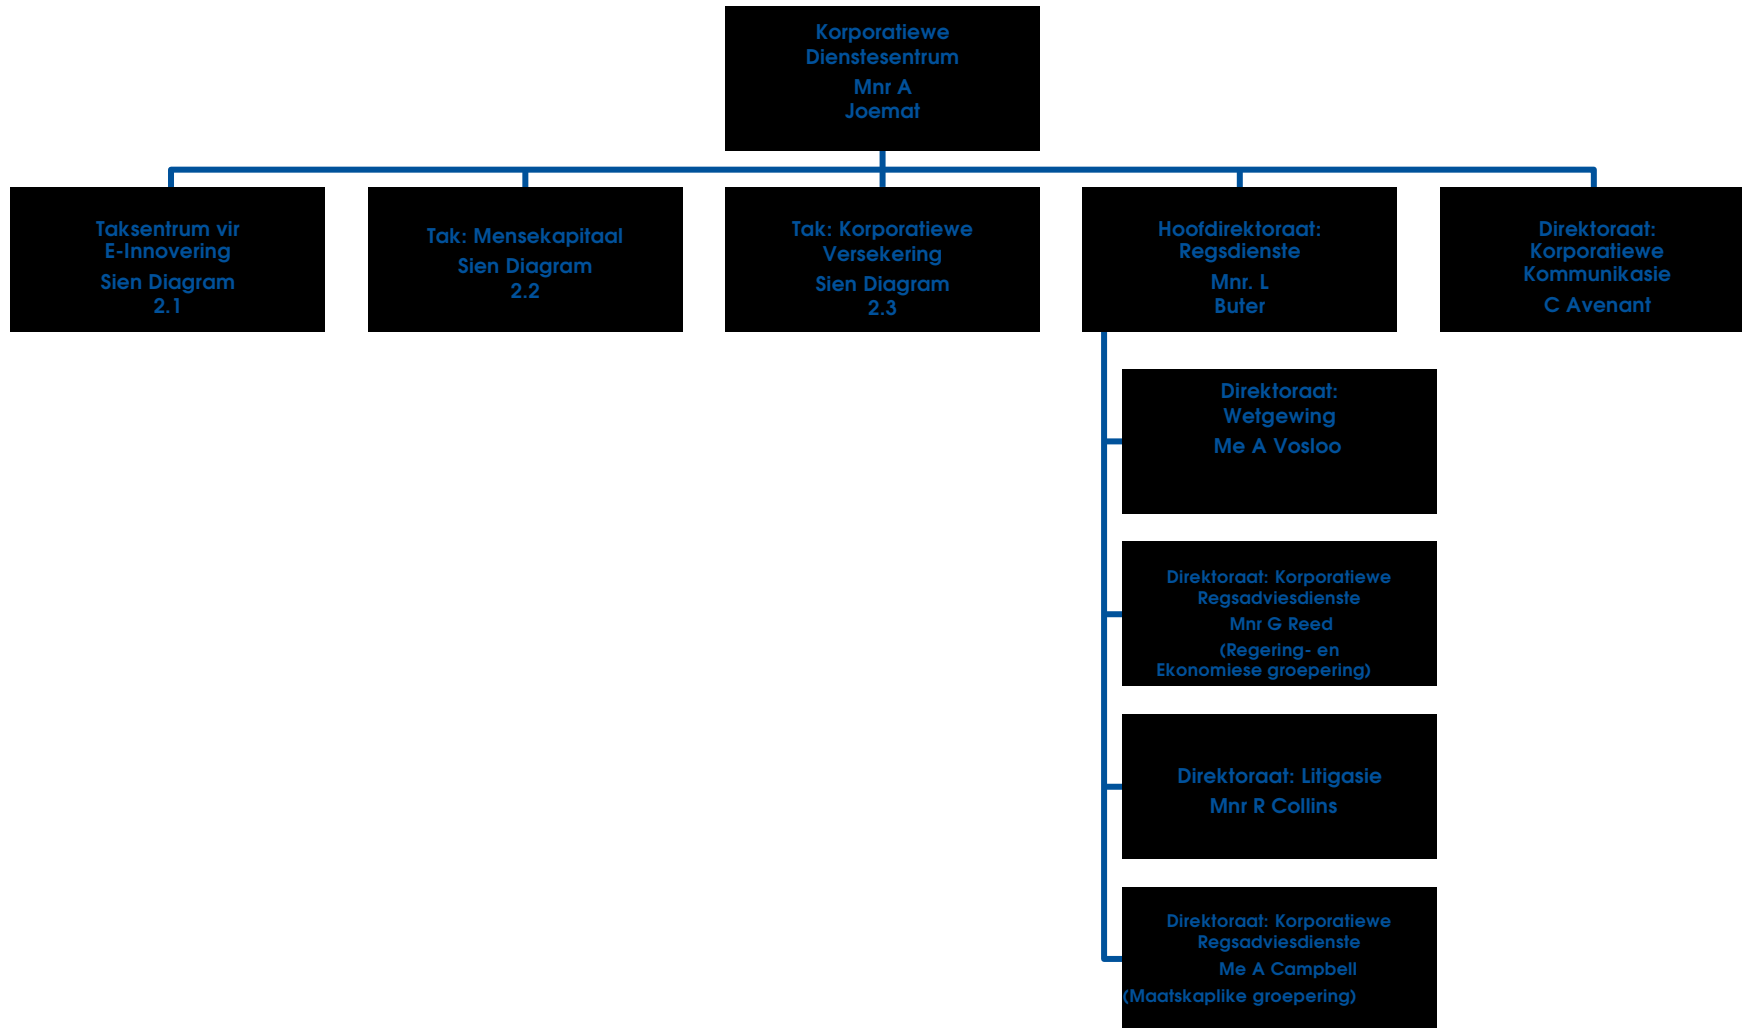 Korporatiewe
Dienstesentrum
Mnr A
Joemat
Taksentrum vir
E-Innovering
Sien Diagram
2.1
Tak: Mensekapitaal
Sien Diagram
2.2
Tak: Korporatiewe
Versekering
Sien Diagram
2.3
Hoofdirektoraat:
Regsdienste
Mnr. L
Buter
Direktoraat:
Korporatiewe
Kommunikasie
C Avenant
Direktoraat:
Wetgewing
Me A Vosloo
Direktoraat: Korporatiewe
Regsadviesdienste
Mnr G Reed
(Regering- en
Ekonomiese groepering)
Direktoraat: Litigasie
Mnr R Collins
Direktoraat: Korporatiewe
Regsadviesdienste
Me A Campbell
(Maatskaplike groepering)